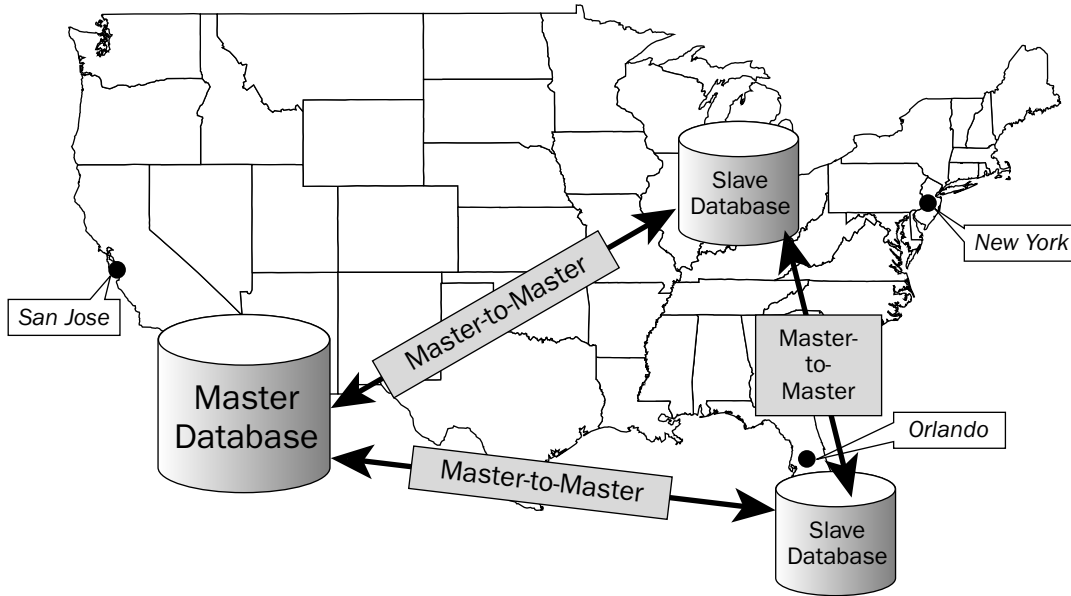 Slave
Database
New York
San Jose
Master-to-Master
Master-
to-
Master
Master
Database
Orlando
Master-to-Master
Slave
Database